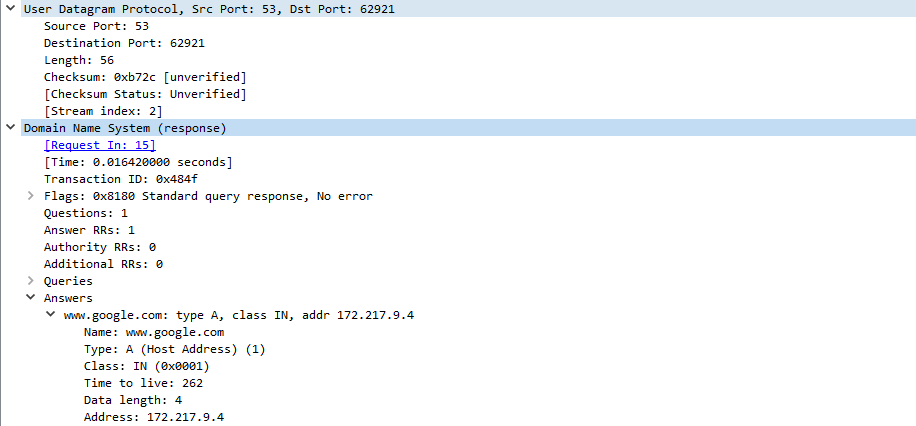 User Datagram Protocol, Src Port: 53, Dst Port: 62921
Source Port: 53
Destination Port: 62921
Length: 56
Checksum: 0xb72c [unverified]
[Checksum Status: Unverified]
[Stream index: 2]
Domain Name System (response)
[Request In: 15]
[Time: 0.016420000 seconds]
Transaction ID: 0x484f
Flags: 0x8180 Standard query response, No error
Questions: 1
Answer RRs: 1
Authority RRs: 0
Additional RRs: 0
Queries
Answers
www.google.com: type A, class IN, addr 172.217.9.4
Name: www.google.com
Type: A (Host Address) (1)
Class: IN (0x0001)
Time to live: 262
Data length: 4
Address: 172.217.9.4